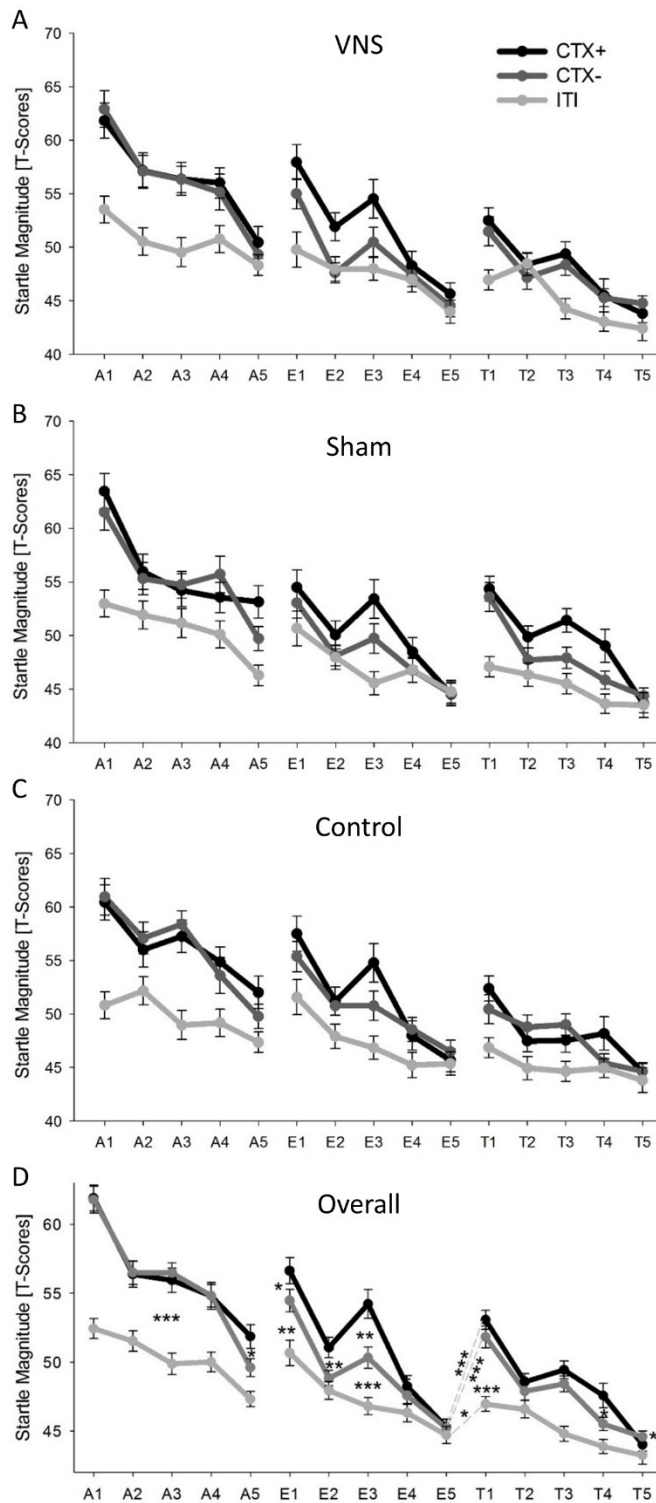 A
VNS
CTX+
CTX-
ITI
Startle Magnitude [T-Scores]
70
65
60
55
50
45
40
A1 A2 A3 A4 A5 E1 E2 E3 E4 E5 T1 T2 T3 T4 T5
B
Sham
Startle Magnitude [T-Scores]
70
65
60
55
50
45
40
A1 A2 A3 A4 A5 E1 E2 E3 E4 E5 T1 T2 T3 T4 T5
C
Control
Startle Magnitude [T-Scores]
70
65
60
55
50
45
40
A1 A2 A3 A4 A5 E1 E2 E3 E4 E5 T1 T2 T3 T4 T5
D
Overall
Startle Magnitude [T-Scores]
60
55
50
45
*** * * ** ** ** *** *** *** * *** * *
A1 A2 A3 A4 A5 E1 E2 E3 E4 E5 T1 T2 T3 T4 T5